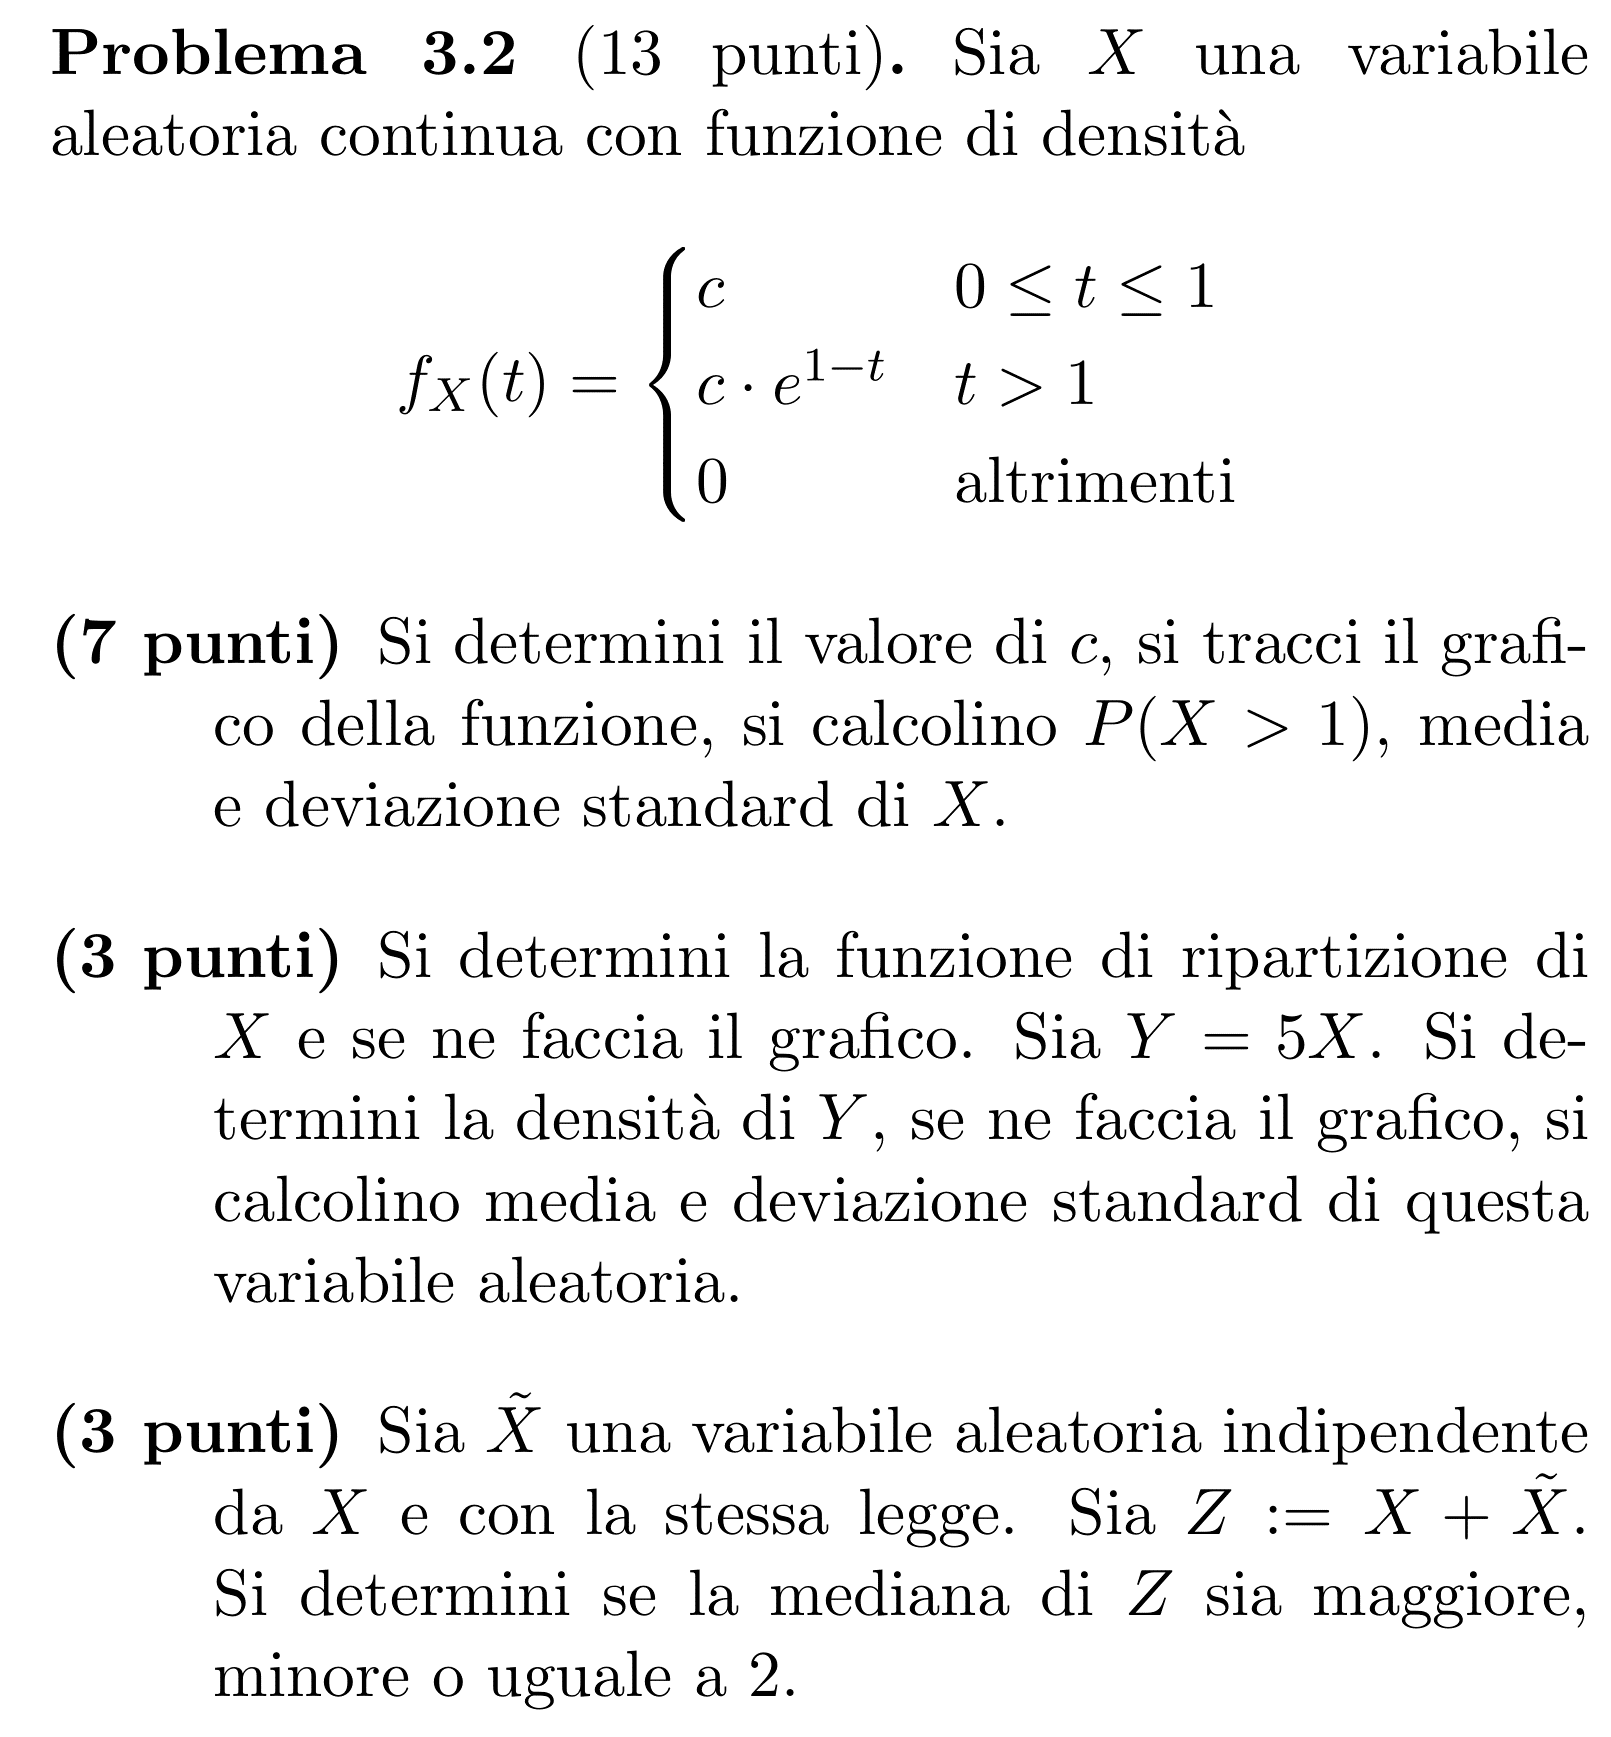 Problema 3.2 (13 punti). Sia X una variabile
aleatoria continua con funzione di densità
f_X(t) = { c   0 ≤ t ≤ 1
c · e^{1−t}   t > 1
0   altrimenti
(7 punti) Si determini il valore di c, si tracci il grafi-
co della funzione, si calcolino P(X > 1), media
e deviazione standard di X.
(3 punti) Si determini la funzione di ripartizione di
X e se ne faccia il grafico. Sia Y = 5X. Si de-
termini la densità di Y, se ne faccia il grafico, si
calcolino media e deviazione standard di questa
variabile aleatoria.
(3 punti) Sia X̃ una variabile aleatoria indipendente
da X e con la stessa legge. Sia Z := X + X̃.
Si determini se la mediana di Z sia maggiore,
minore o uguale a 2.